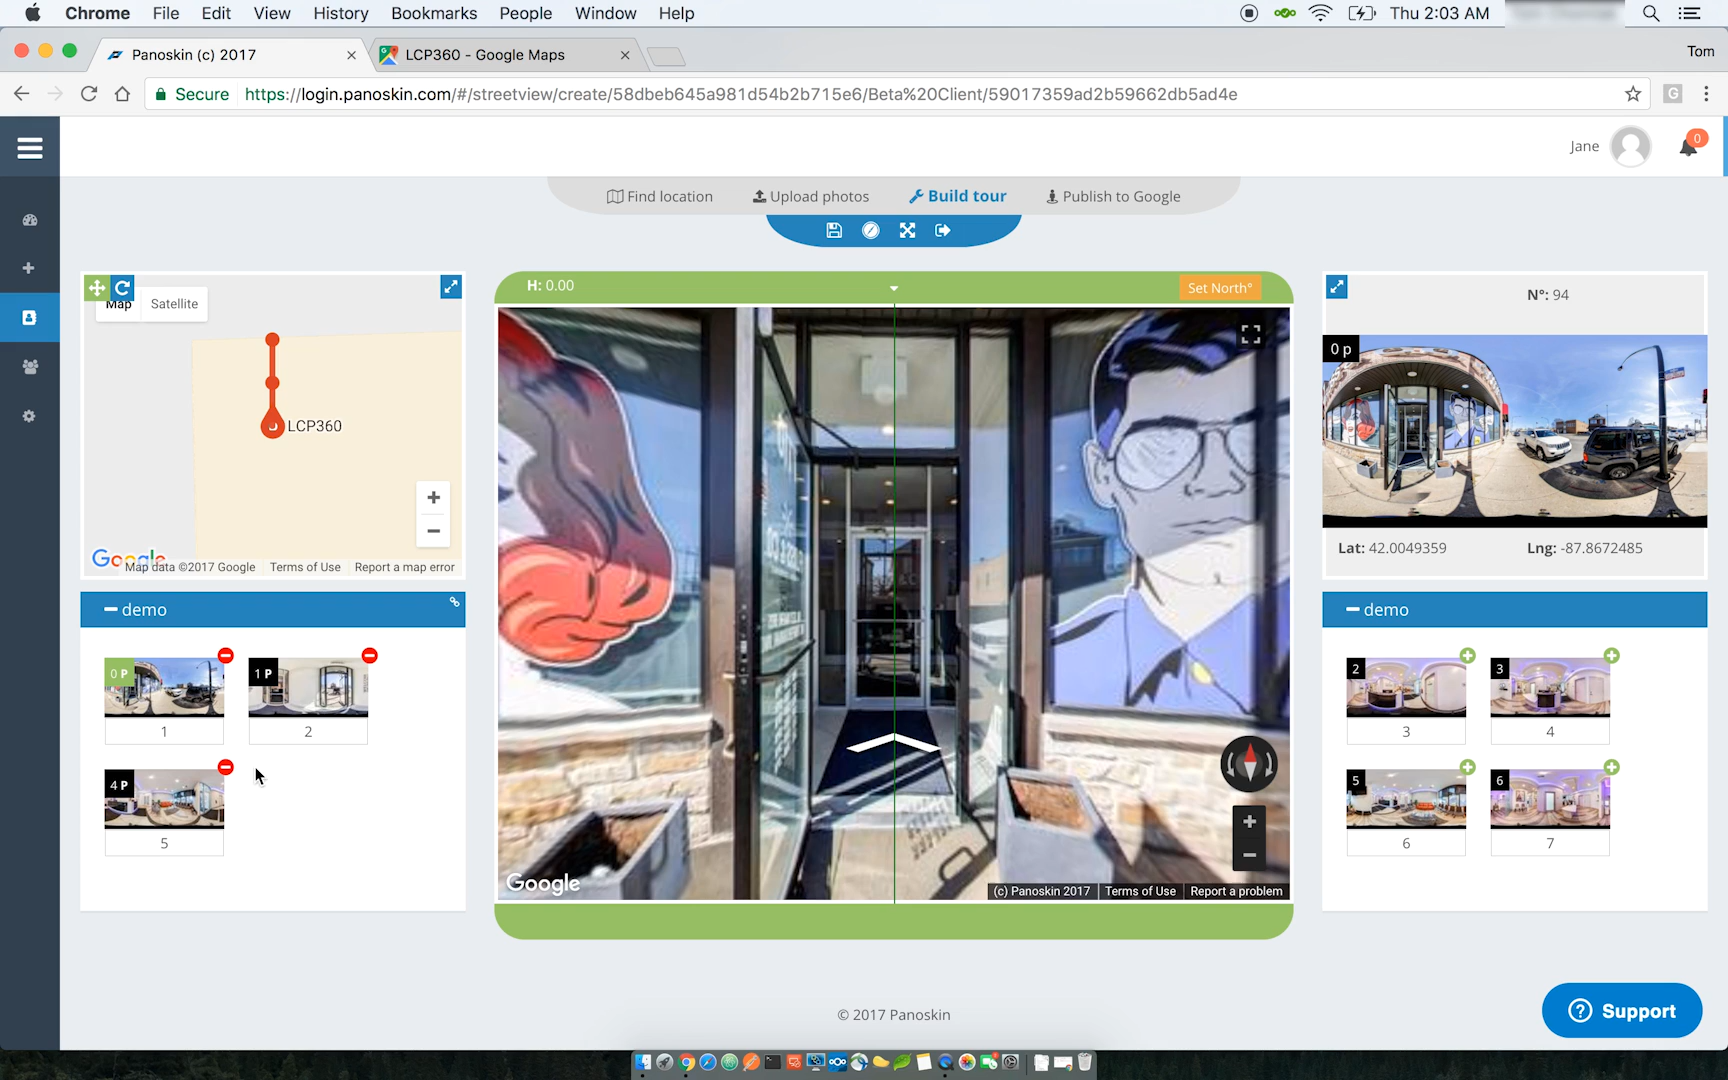 Chrome File Edit View History Bookmarks People Window Help Thu 2:03 AM
Panoskin (c) 2017 LCP360 - Google Maps Tom
Secure https://login.panoskin.com/#/streetview/create/58dbeb645a981d54b2b715e6/Beta%20Client/59017359ad2b59662db5ad4e
Jane 0
Find location Upload photos Build tour Publish to Google
Map Satellite
LCP360
Google
Map data ©2017 Google Terms of Use Report a map error
H: 0.00 Set North°
Google
(c) Panoskin 2017 Terms of Use Report a problem
N°: 94
0 p
Lat: 42.0049359 Lng: -87.8672485
demo
0 P 1 P
1 2
4 P
5
demo
2 3
3 4
5 6
6 7
© 2017 Panoskin
Support